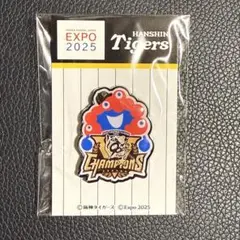 EXPO
2025
HANSHIN
Tigers
CHAMPIONS
©阪神タイガース ©Expo 2025